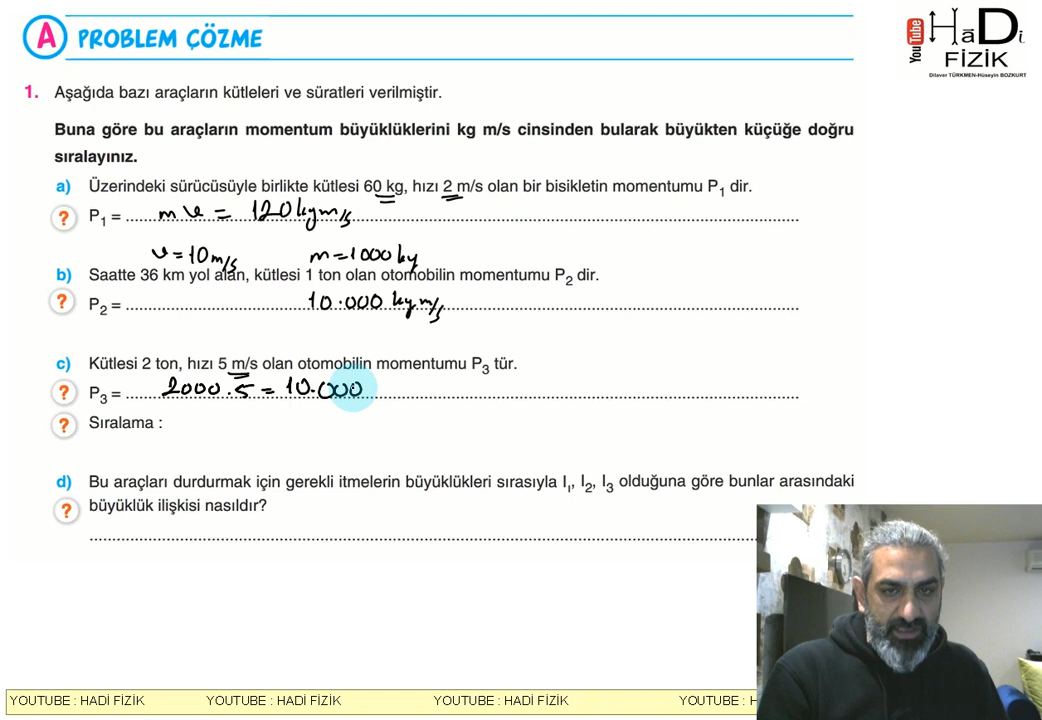 A PROBLEM ÇÖZME
YouTube HaDi
FİZİK
Dilaver TÜRKMEN-Hüseyin BOZKURT
1. Aşağıda bazı araçların kütleleri ve süratleri verilmiştir.
Buna göre bu araçların momentum büyüklüklerini kg m/s cinsinden bularak büyükten küçüğe doğru
sıralayınız.
a) Üzerindeki sürücüsüyle birlikte kütlesi 60 kg, hızı 2 m/s olan bir bisikletin momentumu P1 dir.
? P1 = m v = 120 kg m/s
v = 10 m/s m = 1000 kg
b) Saatte 36 km yol alan, kütlesi 1 ton olan otomobilin momentumu P2 dir.
? P2 = 10.000 kg m/s
c) Kütlesi 2 ton, hızı 5 m/s olan otomobilin momentumu P3 tür.
? P3 = 2000 . 5 = 10.000
? Sıralama :
d) Bu araçları durdurmak için gerekli itmelerin büyüklükleri sırasıyla I1, I2, I3 olduğuna göre bunlar arasındaki
? büyüklük ilişkisi nasıldır?
YOUTUBE : HADİ FİZİK YOUTUBE : HADİ FİZİK YOUTUBE : HADİ FİZİK YOUTUBE : H